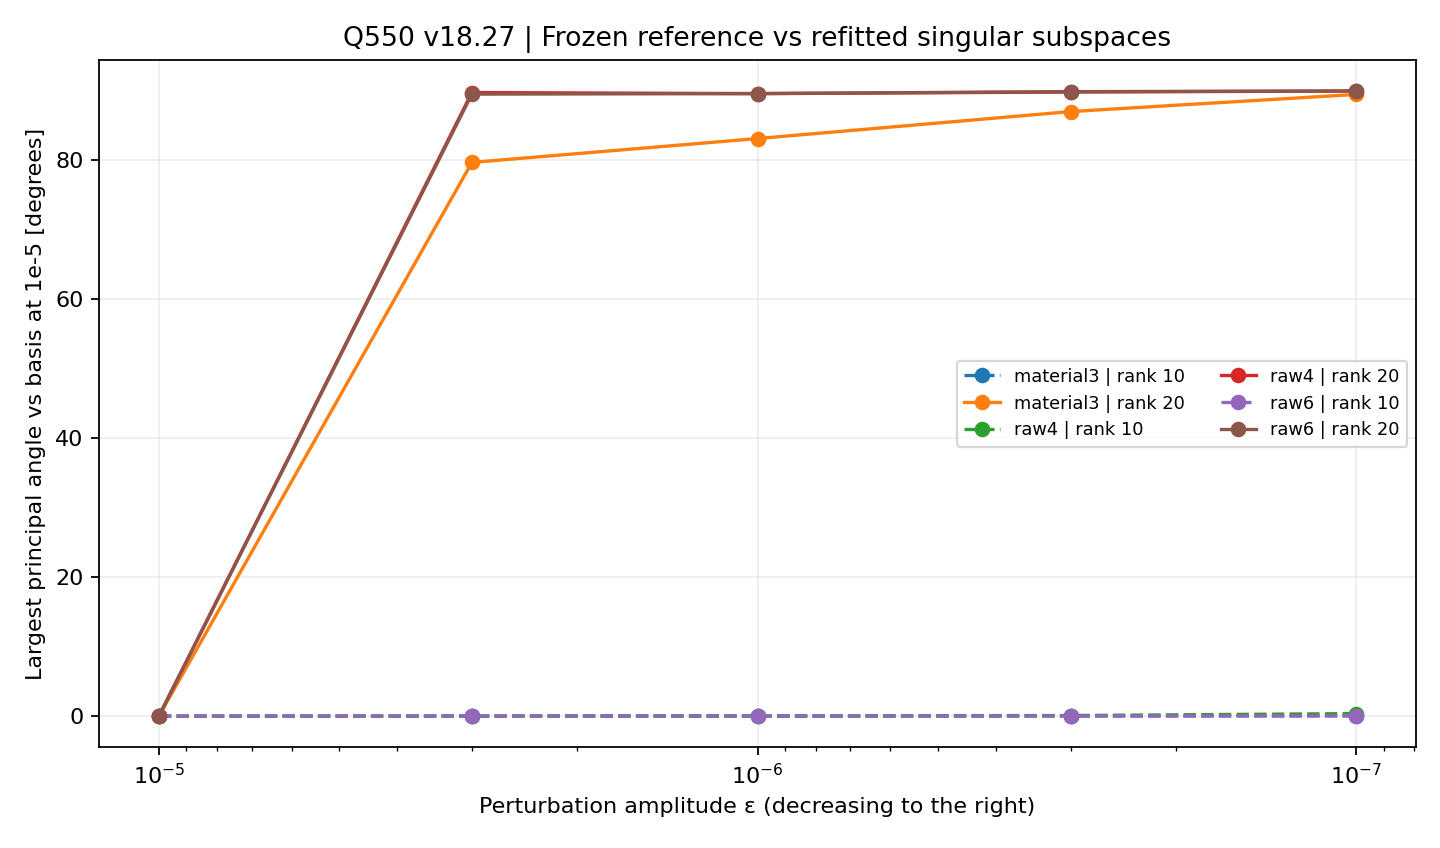 Q550 v18.27 | Frozen reference vs refitted singular subspaces
Largest principal angle vs basis at 1e-5 [degrees]
80
60
40
20
0
material3 | rank 10
material3 | rank 20
raw4 | rank 10
raw4 | rank 20
raw6 | rank 10
raw6 | rank 20
10⁻⁵
10⁻⁶
10⁻⁷
Perturbation amplitude ε (decreasing to the right)